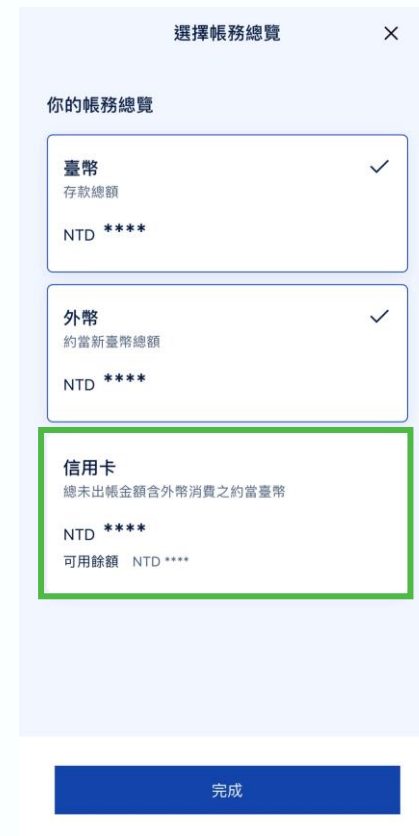 選擇帳務總覽
你的帳務總覽
臺幣
存款總額
NTD ****
外幣
約當新臺幣總額
NTD ****
信用卡
總未出帳金額含外幣消費之約當臺幣
NTD ****
可用餘額 NTD ****
完成